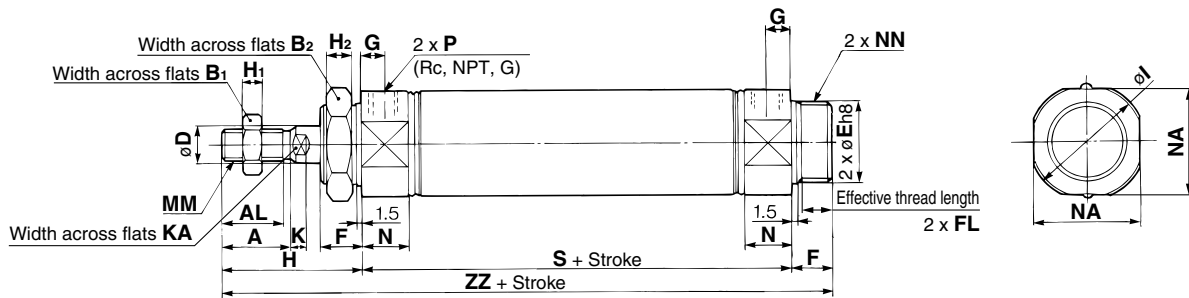 G
Width across flats B2 H2 G 2 x P 2 x NN
(Rc, NPT, G)
Width across flats B1 H1
øI
øD
2 x øEh8
NA
MM
AL
1.5
1.5
Effective thread length
2 x FL
Width across flats KA
A K F N N F
NA
H
S + Stroke
ZZ + Stroke